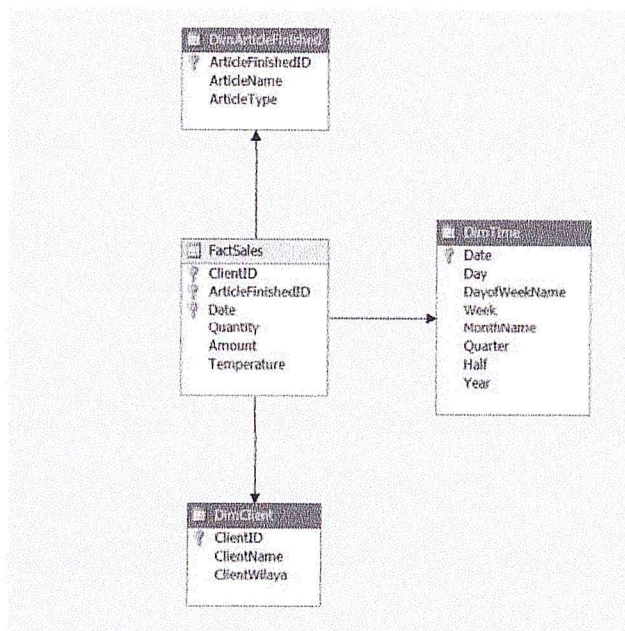 DimArticleFinished
ArticleFinishedID
ArticleName
ArticleType
FactSales
ClientID
ArticleFinishedID
Date
Quantity
Amount
Temperature
DimTime
Date
Day
DayofWeekName
Week
MonthName
Quarter
Half
Year
DimClient
ClientID
ClientName
ClientWilaya